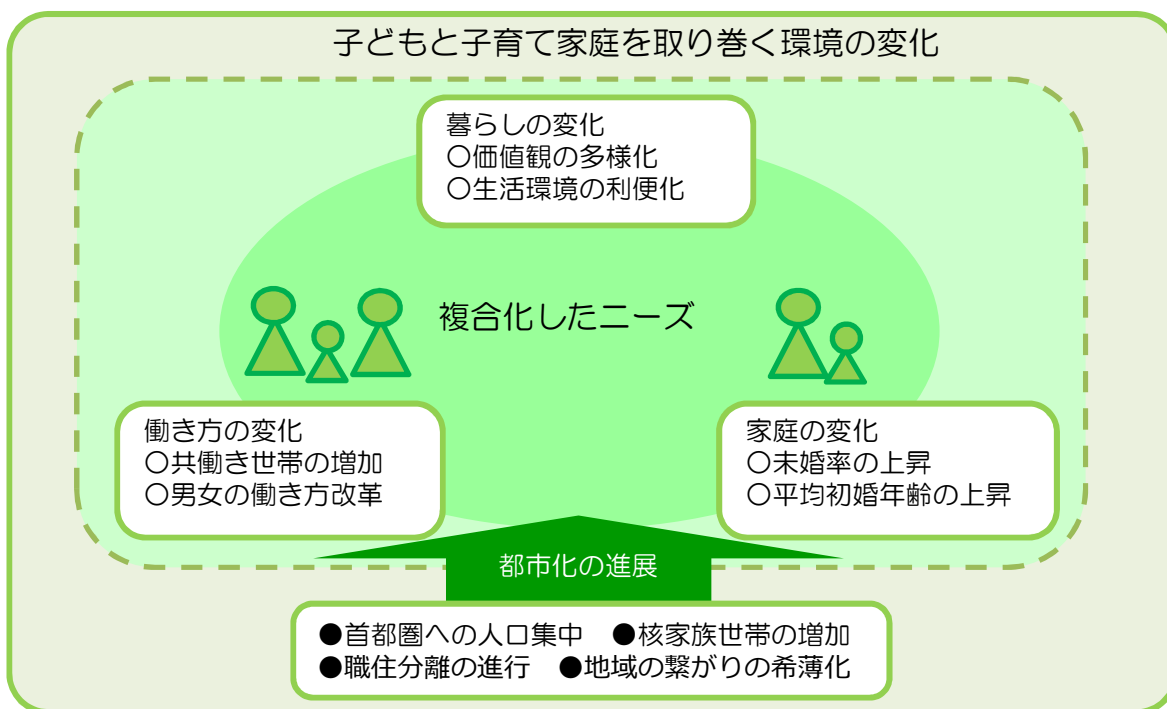 子どもと子育て家庭を取り巻く環境の変化
暮らしの変化
〇価値観の多様化
〇生活環境の利便化
複合化したニーズ
働き方の変化
〇共働き世帯の増加
〇男女の働き方改革
家庭の変化
〇未婚率の上昇
〇平均初婚年齢の上昇
都市化の進展
●首都圏への人口集中　●核家族世帯の増加
●職住分離の進行　●地域の繋がりの希薄化